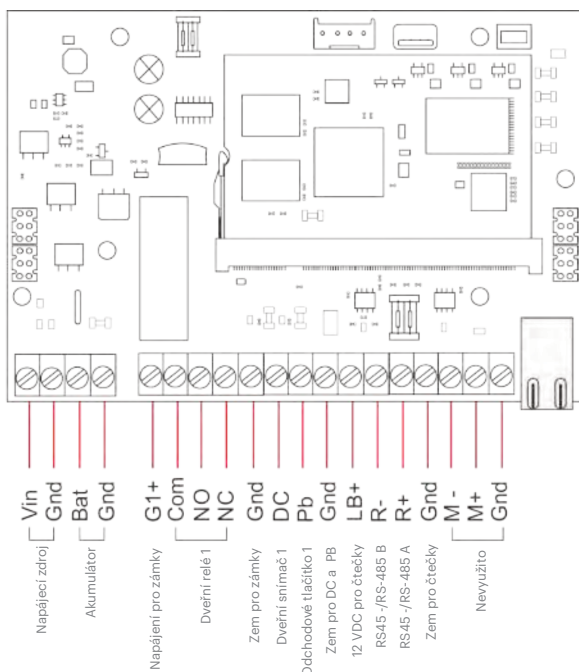 Vin
Gnd
Bat
Gnd
G1+
Com
NO
NC
Gnd
DC
Pb
Gnd
LB+
R-
R+
Gnd
M -
M+
Gnd
Napájecí zdroj
Akumulátor
Napájení pro zámky
Dveřní relé 1
Zem pro zámky
Dveřní snímač 1
Odchodové tlačítko 1
Zem pro DC a PB
12 VDC pro čtečky
RS45 -/RS-485 B
RS45 -/RS-485 A
Zem pro čtečky
Nevyužito